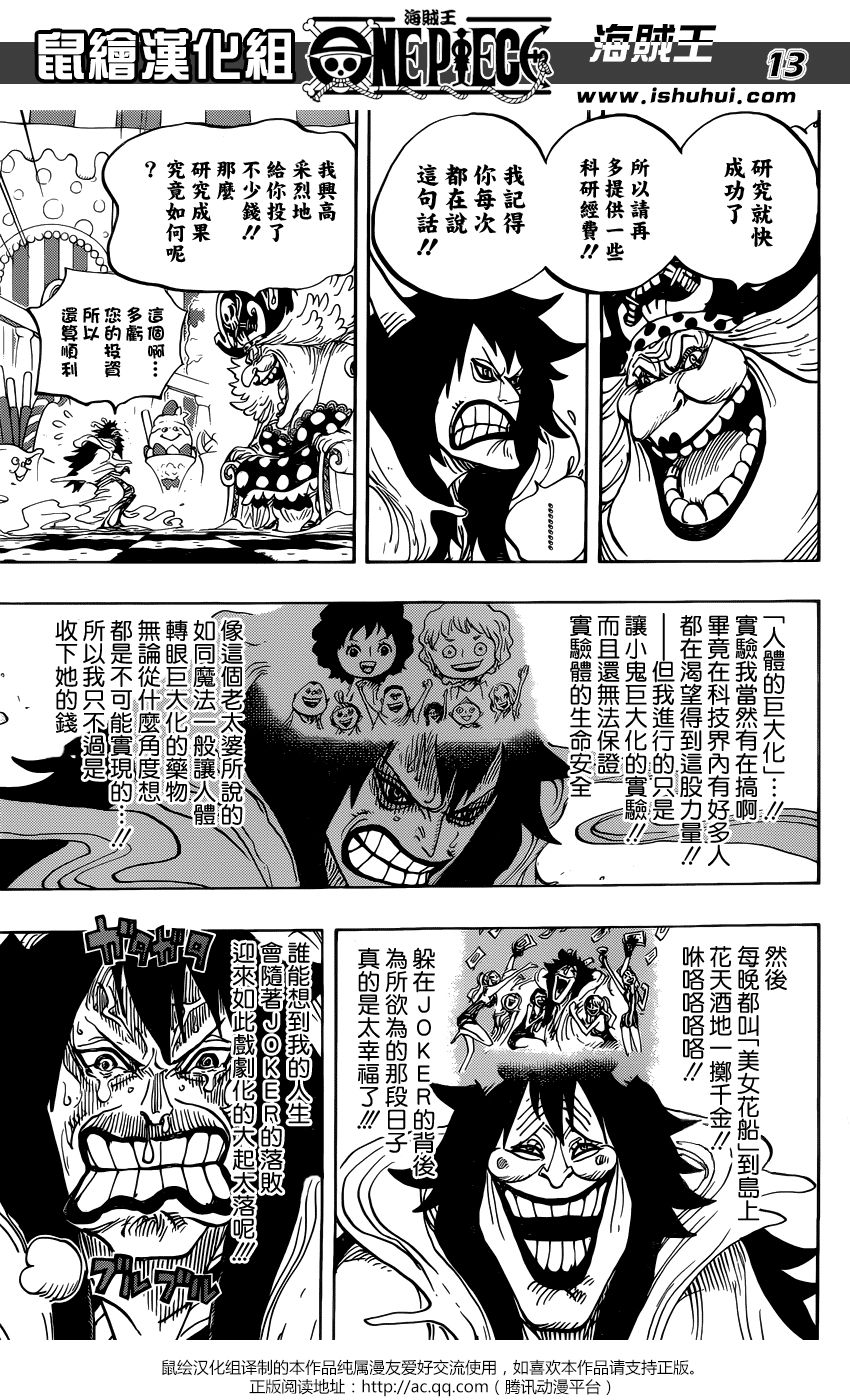 鼠繪漢化組
海賊王
ONE PIECE
海賊王
13
www.ishuhui.com
研究就快
成功了
所以請再
多提供一些
科研經費!!
我記得
你每次
都在說
這句話!!
………
我興高
采烈地
給你投了
不少錢!!
那麼
研究成果
究竟如何呢
?
這個啊…
多虧
您的投資
所以
還算順利
「人體的巨大化」…!!
實驗我當然有在搞啊
畢竟在科技界內有好多人
都在渴望得到這股力量!!
——但我進行的只是
讓小鬼巨大化的實驗!!
而且還無法保證
實驗體的生命安全
像這個老太婆所說的
如同魔法一般讓人體
轉眼巨大化的藥物
無論從什麼角度想
都是不可能實現的…!!
所以我只不過是
收下她的錢
然後
每晚都叫「美女花船」到島上
花天酒地一擲千金!!
咻咯咯咯咯!!
躲在JOKER的背後
為所欲為的那段日子
真的是太幸福了!!!
誰能想到我的人生
會隨著JOKER的落敗
迎來如此戲劇化的大起大落呢!!!
ガタガタ
ブルブル
鼠绘汉化组译制的本作品纯属漫友爱好交流使用，如喜欢本作品请支持正版。
正版阅读地址：http://ac.qq.com（腾讯动漫平台）